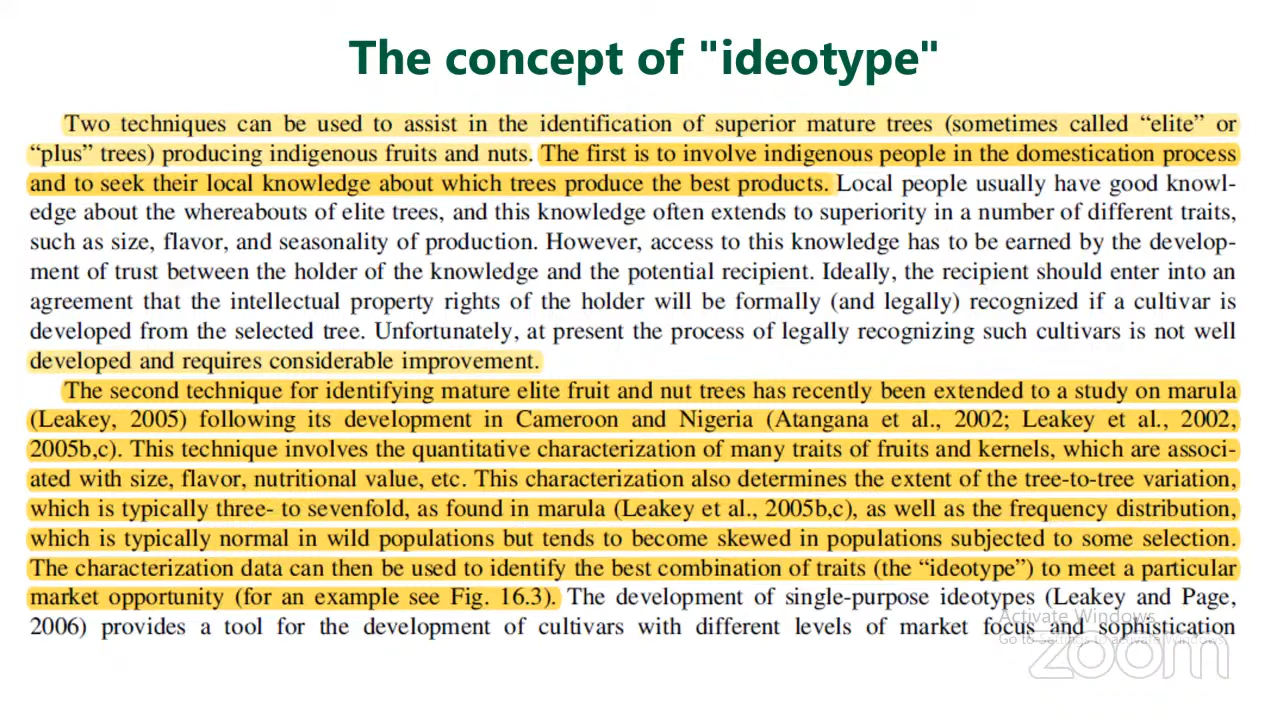 The concept of "ideotype"
Two techniques can be used to assist in the identification of superior mature trees (sometimes called “elite” or
“plus” trees) producing indigenous fruits and nuts. The first is to involve indigenous people in the domestication process
and to seek their local knowledge about which trees produce the best products. Local people usually have good knowl-
edge about the whereabouts of elite trees, and this knowledge often extends to superiority in a number of different traits,
such as size, flavor, and seasonality of production. However, access to this knowledge has to be earned by the develop-
ment of trust between the holder of the knowledge and the potential recipient. Ideally, the recipient should enter into an
agreement that the intellectual property rights of the holder will be formally (and legally) recognized if a cultivar is
developed from the selected tree. Unfortunately, at present the process of legally recognizing such cultivars is not well
developed and requires considerable improvement.
The second technique for identifying mature elite fruit and nut trees has recently been extended to a study on marula
(Leakey, 2005) following its development in Cameroon and Nigeria (Atangana et al., 2002; Leakey et al., 2002,
2005b,c). This technique involves the quantitative characterization of many traits of fruits and kernels, which are associ-
ated with size, flavor, nutritional value, etc. This characterization also determines the extent of the tree-to-tree variation,
which is typically three- to sevenfold, as found in marula (Leakey et al., 2005b,c), as well as the frequency distribution,
which is typically normal in wild populations but tends to become skewed in populations subjected to some selection.
The characterization data can then be used to identify the best combination of traits (the “ideotype”) to meet a particular
market opportunity (for an example see Fig. 16.3). The development of single-purpose ideotypes (Leakey and Page,
2006) provides a tool for the development of cultivars with different levels of market focus and sophistication
Activate Windows
Go to Settings to activate Windows.
zoom